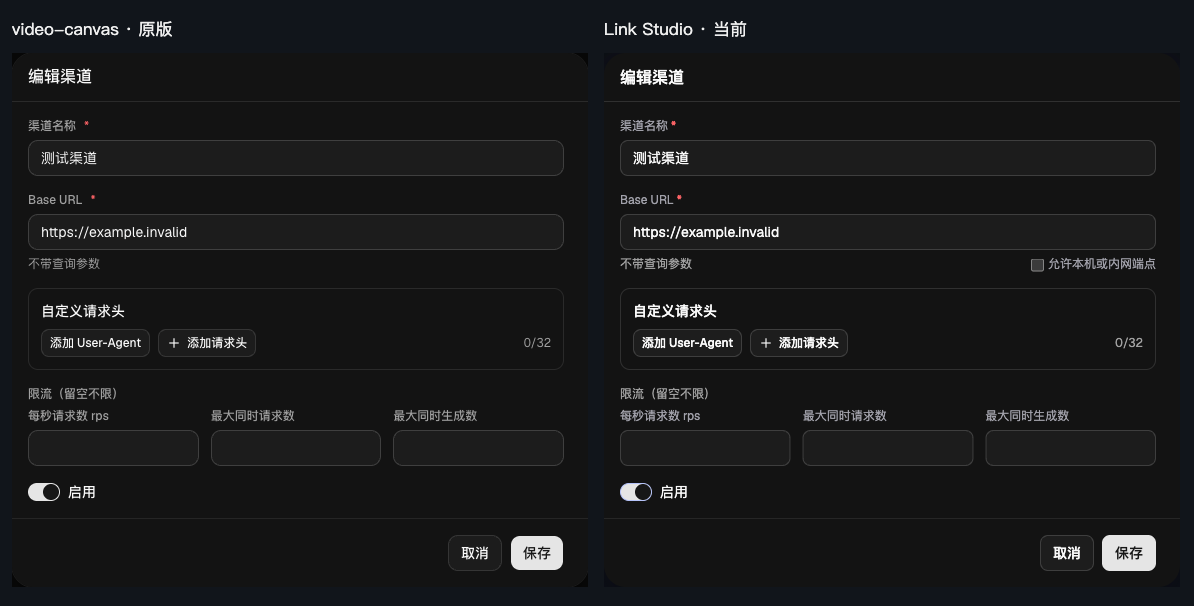 video-canvas · 原版
编辑渠道
渠道名称 *
测试渠道
Base URL *
https://example.invalid
不带查询参数
自定义请求头
添加 User-Agent
+ 添加请求头
0/32
限流（留空不限）
每秒请求数 rps
最大同时请求数
最大同时生成数
启用
取消
保存
Link Studio · 当前
编辑渠道
渠道名称 *
测试渠道
Base URL *
https://example.invalid
不带查询参数
允许本机或内网端点
自定义请求头
添加 User-Agent
+ 添加请求头
0/32
限流（留空不限）
每秒请求数 rps
最大同时请求数
最大同时生成数
启用
取消
保存